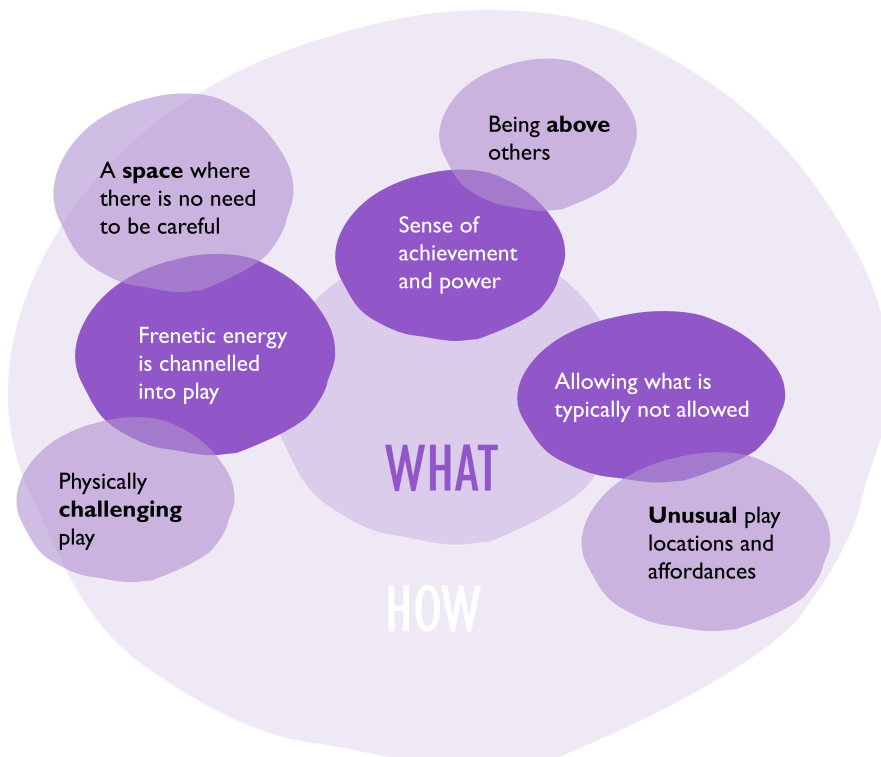 Being above
others
A space where
there is no need
to be careful
Sense of
achievement
and power
Frenetic energy
is channelled
into play
Allowing what is
typically not allowed
WHAT
Physically
challenging
play
Unusual play
locations and
affordances
HOW